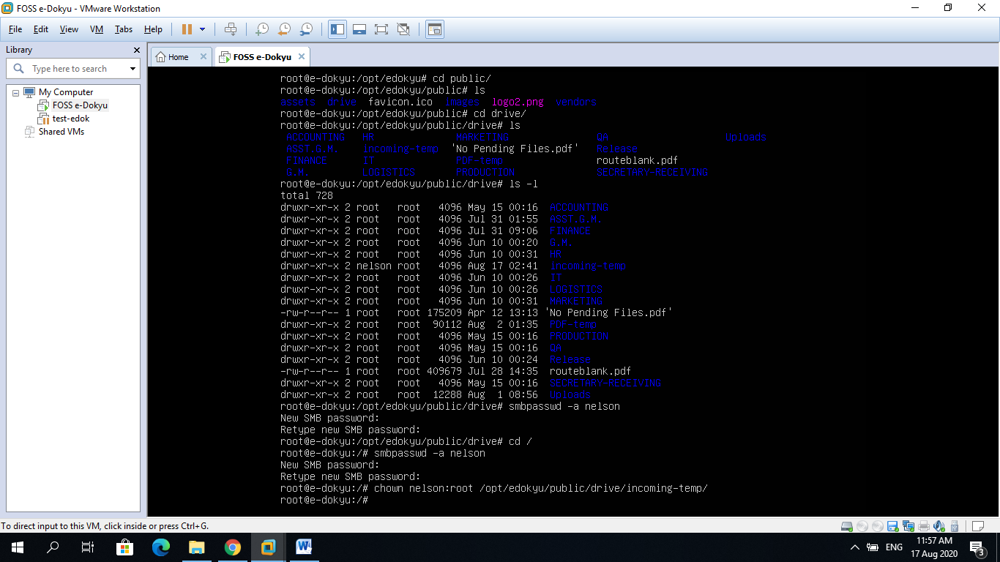 FOSS e-Dokyu - VMware Workstation
File Edit View VM Tabs Help
Library
Type here to search
My Computer
FOSS e-Dokyu
test-edok
Shared VMs
Home FOSS e-Dokyu
root@e-dokyu:/opt/edokyu# cd public/
root@e-dokyu:/opt/edokyu/public# ls
assets drive favicon.ico images logo2.png vendors
root@e-dokyu:/opt/edokyu/public# cd drive/
root@e-dokyu:/opt/edokyu/public/drive# ls
ACCOUNTING HR MARKETING QA Uploads
ASST.G.M. incoming-temp 'No Pending Files.pdf' Release
FINANCE IT PDF-temp routeblank.pdf
G.M. LOGISTICS PRODUCTION SECRETARY-RECEIVING
root@e-dokyu:/opt/edokyu/public/drive# ls -l
total 728
drwxr-xr-x 2 root root 4096 May 15 00:16 ACCOUNTING
drwxr-xr-x 2 root root 4096 Jul 31 01:55 ASST.G.M.
drwxr-xr-x 2 root root 4096 Jul 31 09:06 FINANCE
drwxr-xr-x 2 root root 4096 Jun 10 00:20 G.M.
drwxr-xr-x 2 root root 4096 Jun 10 00:31 HR
drwxr-xr-x 2 nelson root 4096 Aug 17 02:41 incoming-temp
drwxr-xr-x 2 root root 4096 Jun 10 00:26 IT
drwxr-xr-x 2 root root 4096 Jun 10 00:26 LOGISTICS
drwxr-xr-x 2 root root 4096 Jun 10 00:31 MARKETING
-rw-r--r-- 1 root root 175209 Apr 12 13:13 'No Pending Files.pdf'
drwxr-xr-x 2 root root 90112 Aug 2 01:35 PDF-temp
drwxr-xr-x 2 root root 4096 May 15 00:16 PRODUCTION
drwxr-xr-x 2 root root 4096 May 15 00:16 QA
drwxr-xr-x 2 root root 4096 Jun 10 00:24 Release
-rw-r--r-- 1 root root 409679 Jul 28 14:35 routeblank.pdf
drwxr-xr-x 2 root root 4096 May 15 00:16 SECRETARY-RECEIVING
drwxr-xr-x 2 root root 12288 Aug 1 08:56 Uploads
root@e-dokyu:/opt/edokyu/public/drive# smbpasswd -a nelson
New SMB password:
Retype new SMB password:
root@e-dokyu:/opt/edokyu/public/drive# cd /
root@e-dokyu:/# smbpasswd -a nelson
New SMB password:
Retype new SMB password:
root@e-dokyu:/# chown nelson:root /opt/edokyu/public/drive/incoming-temp/
root@e-dokyu:/#
To direct input to this VM, click inside or press Ctrl+G.
ENG
11:57 AM
17 Aug 2020
3